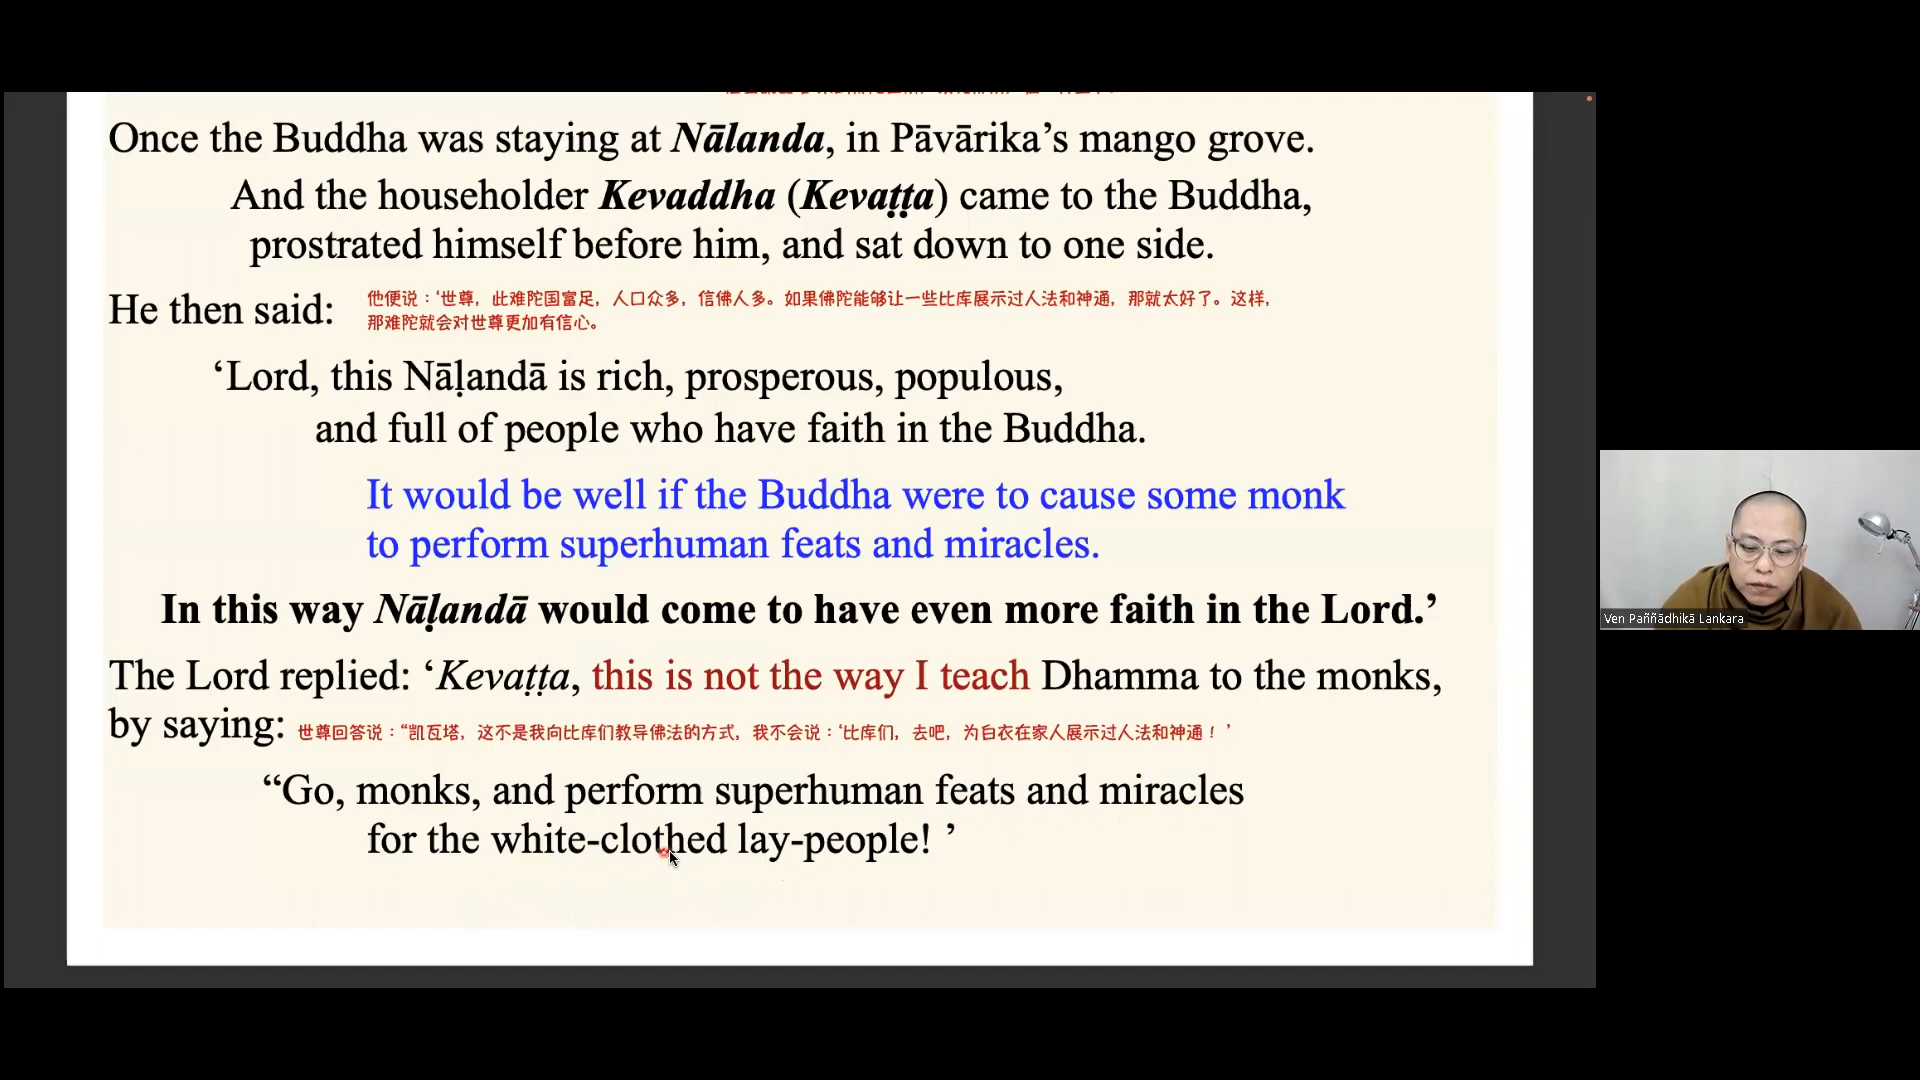 Once the Buddha was staying at Nālanda, in Pāvārika’s mango grove.
And the householder Kevaddha (Kevaṭṭa) came to the Buddha,
prostrated himself before him, and sat down to one side.
He then said:
他便说：‘世尊，此难陀国富足，人口众多，信佛人多。如果佛陀能够让一些比库展示过人法和神通，那就太好了。这样，
那难陀就会对世尊更加有信心。
‘Lord, this Nāḷandā is rich, prosperous, populous,
and full of people who have faith in the Buddha.
It would be well if the Buddha were to cause some monk
to perform superhuman feats and miracles.
In this way Nāḷandā would come to have even more faith in the Lord.’
The Lord replied: ‘Kevaṭṭa, this is not the way I teach Dhamma to the monks,
by saying: 世尊回答说：“凯瓦塔，这不是我向比库们教导佛法的方式，我不会说：‘比库们，去吧，为白衣在家人展示过人法和神通！’
“Go, monks, and perform superhuman feats and miracles
for the white-clothed lay-people! ’
Ven Paññādhikā Lankara